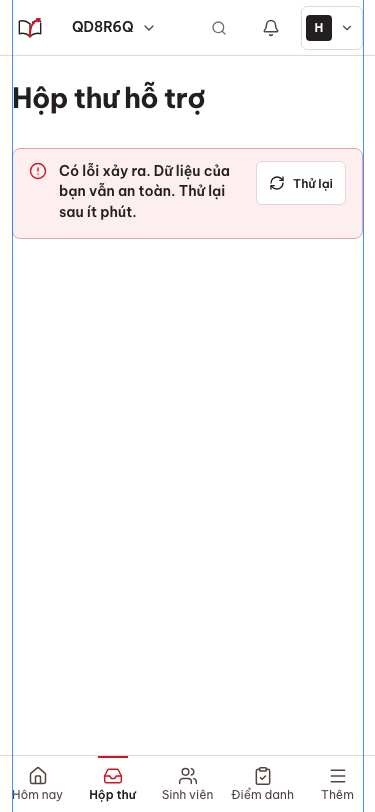 QD8R6Q
H
Hộp thư hỗ trợ
Có lỗi xảy ra. Dữ liệu của
bạn vẫn an toàn. Thử lại
sau ít phút.
Thử lại
Hôm nay
Hộp thư
Sinh viên
Điểm danh
Thêm